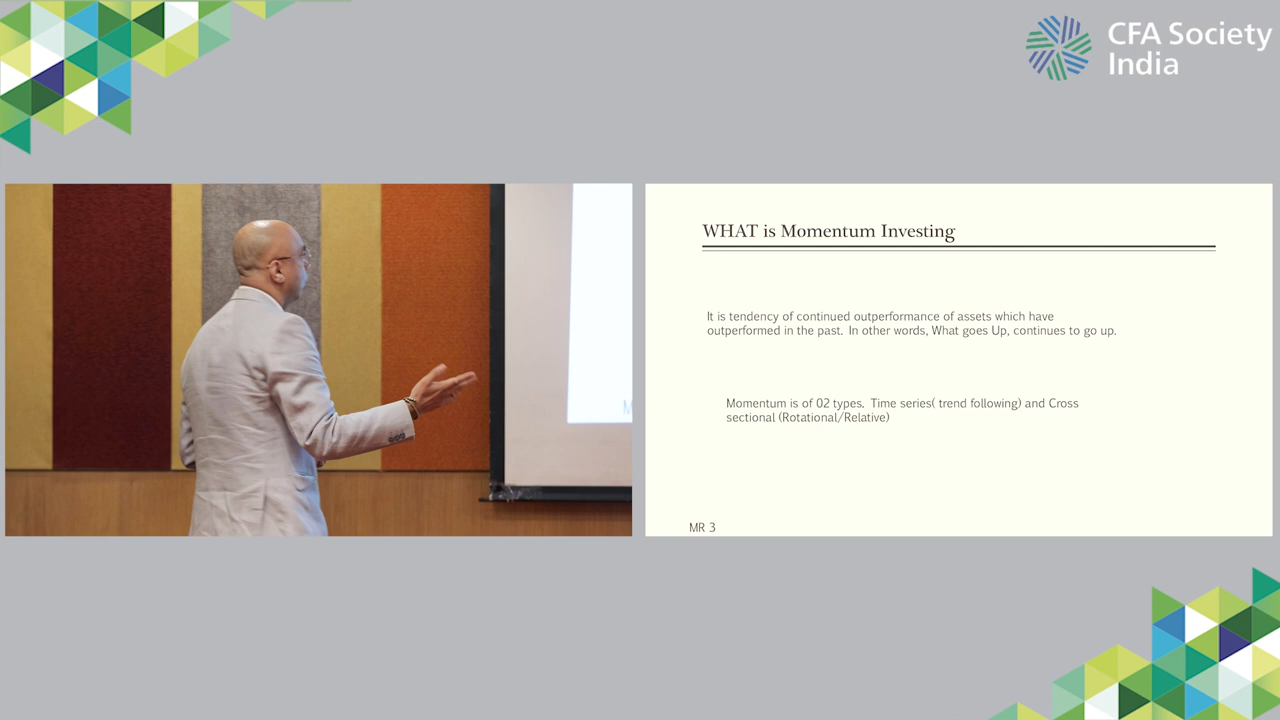 CFA Society
India
WHAT is Momentum Investing
It is tendency of continued outperformance of assets which have
outperformed in the past. In other words, What goes Up, continues to go up.
Momentum is of 02 types. Time series( trend following) and Cross
sectional (Rotational/Relative)
MR 3
M